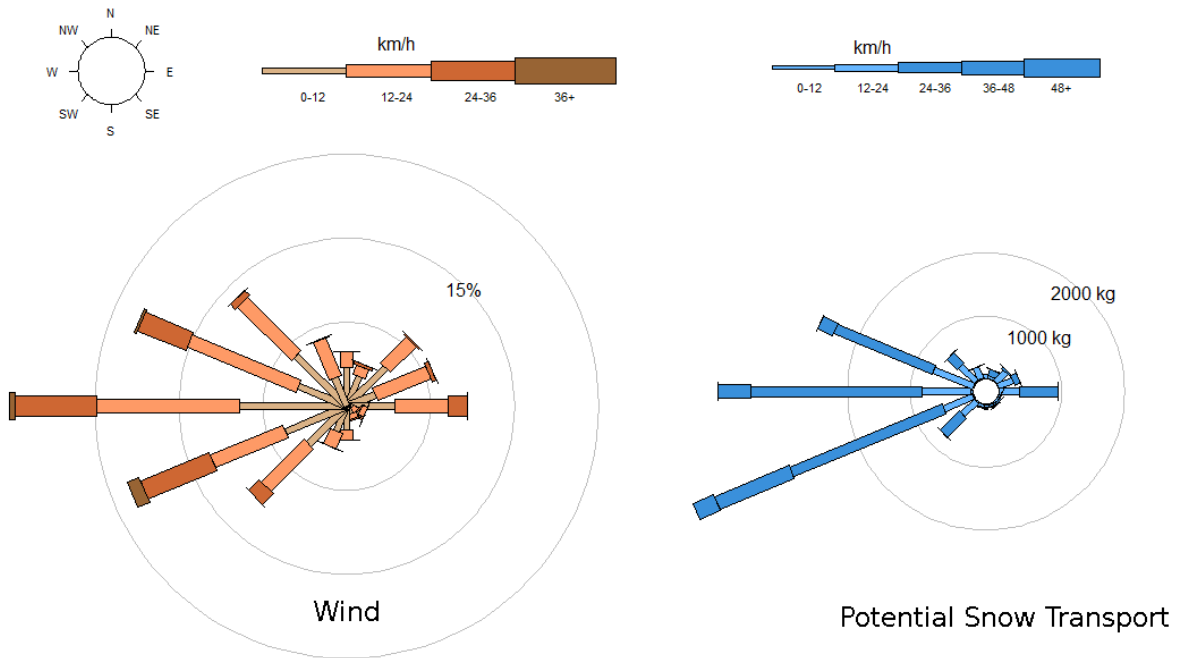 N
NW NE
W E
SW SE
S
km/h
0-12 12-24 24-36 36+
km/h
0-12 12-24 24-36 36-48 48+
15%
2000 kg
1000 kg
Wind
Potential Snow Transport